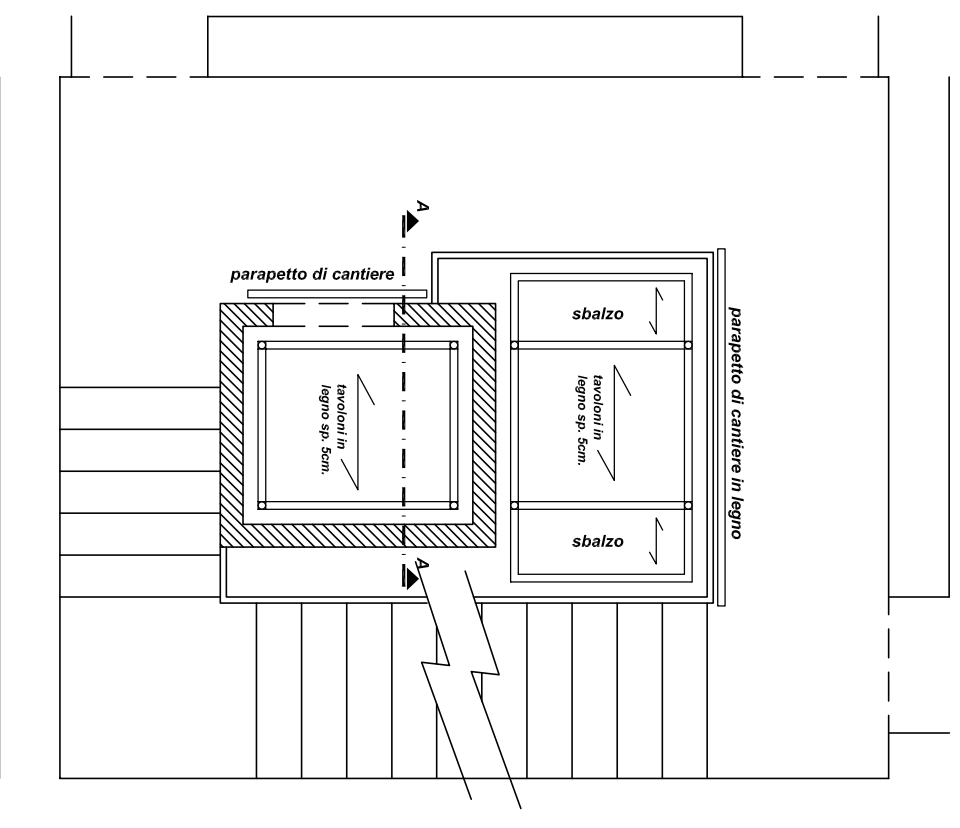 A
parapetto di cantiere
sbalzo
parapetto di cantiere in legno
tavoloni in
legno sp. 5cm.
tavoloni in
legno sp. 5cm.
sbalzo
A